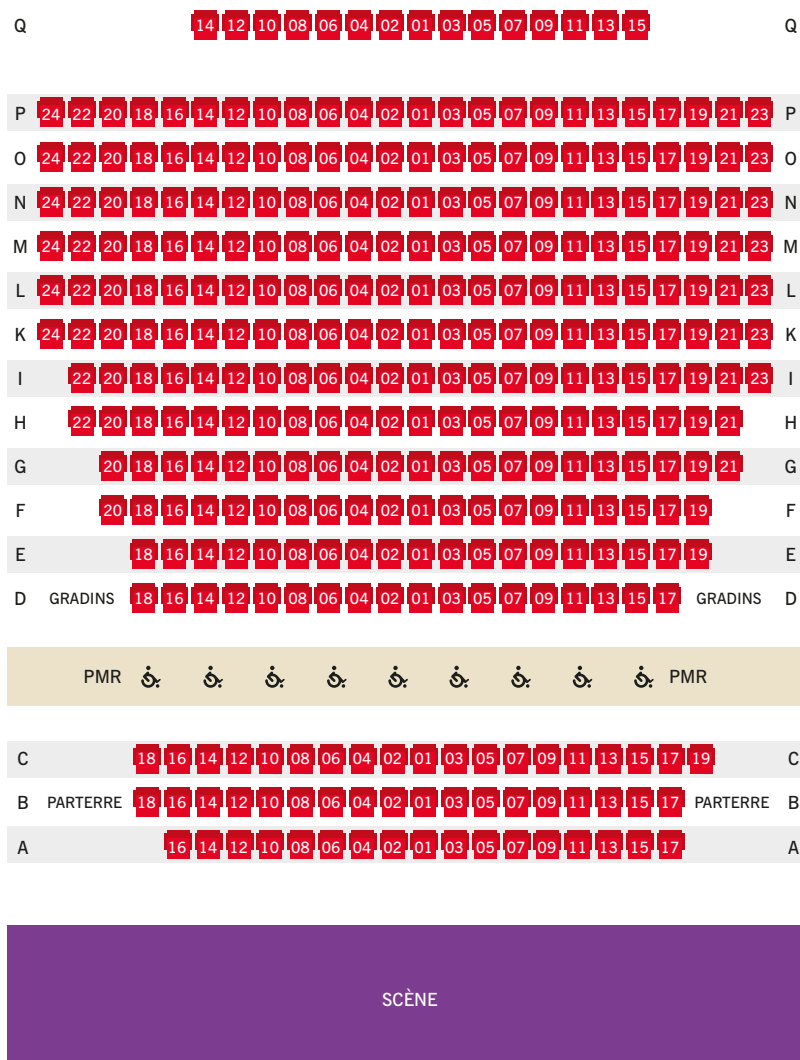 Q 14 12 10 08 06 04 02 01 03 05 07 09 11 13 15 Q
P 24 22 20 18 16 14 12 10 08 06 04 02 01 03 05 07 09 11 13 15 17 19 21 23 P
O 24 22 20 18 16 14 12 10 08 06 04 02 01 03 05 07 09 11 13 15 17 19 21 23 O
N 24 22 20 18 16 14 12 10 08 06 04 02 01 03 05 07 09 11 13 15 17 19 21 23 N
M 24 22 20 18 16 14 12 10 08 06 04 02 01 03 05 07 09 11 13 15 17 19 21 23 M
L 24 22 20 18 16 14 12 10 08 06 04 02 01 03 05 07 09 11 13 15 17 19 21 23 L
K 24 22 20 18 16 14 12 10 08 06 04 02 01 03 05 07 09 11 13 15 17 19 21 23 K
I 22 20 18 16 14 12 10 08 06 04 02 01 03 05 07 09 11 13 15 17 19 21 23 I
H 22 20 18 16 14 12 10 08 06 04 02 01 03 05 07 09 11 13 15 17 19 21 H
G 20 18 16 14 12 10 08 06 04 02 01 03 05 07 09 11 13 15 17 19 21 G
F 20 18 16 14 12 10 08 06 04 02 01 03 05 07 09 11 13 15 17 19 F
E 18 16 14 12 10 08 06 04 02 01 03 05 07 09 11 13 15 17 19 E
D GRADINS 18 16 14 12 10 08 06 04 02 01 03 05 07 09 11 13 15 17 GRADINS D
PMR PMR
C 18 16 14 12 10 08 06 04 02 01 03 05 07 09 11 13 15 17 19 C
B PARTERRE 18 16 14 12 10 08 06 04 02 01 03 05 07 09 11 13 15 17 PARTERRE B
A 16 14 12 10 08 06 04 02 01 03 05 07 09 11 13 15 17 A
SCÈNE